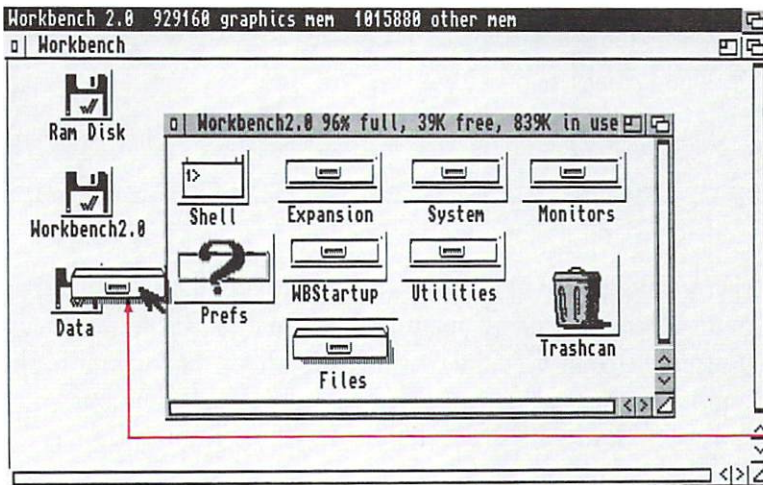 Workbench 2.0  929160 graphics mem  1015880 other mem
Workbench
Ram Disk
Workbench2.0 96% full, 39K free, 839K in use
1>
Shell
Expansion
System
Monitors
Workbench2.0
Prefs
WBStartup
Utilities
Data
Trashcan
Files